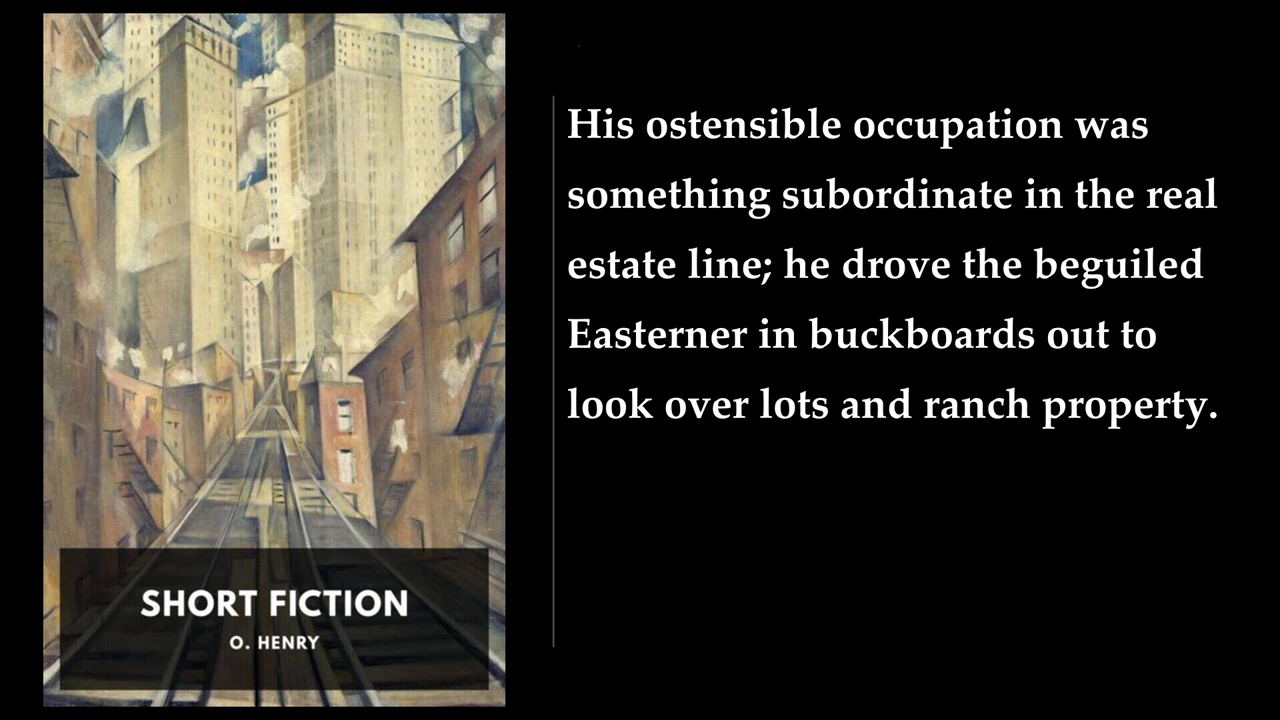 His ostensible occupation was
something subordinate in the real
estate line; he drove the beguiled
Easterner in buckboards out to
look over lots and ranch property.
SHORT FICTION
O. HENRY